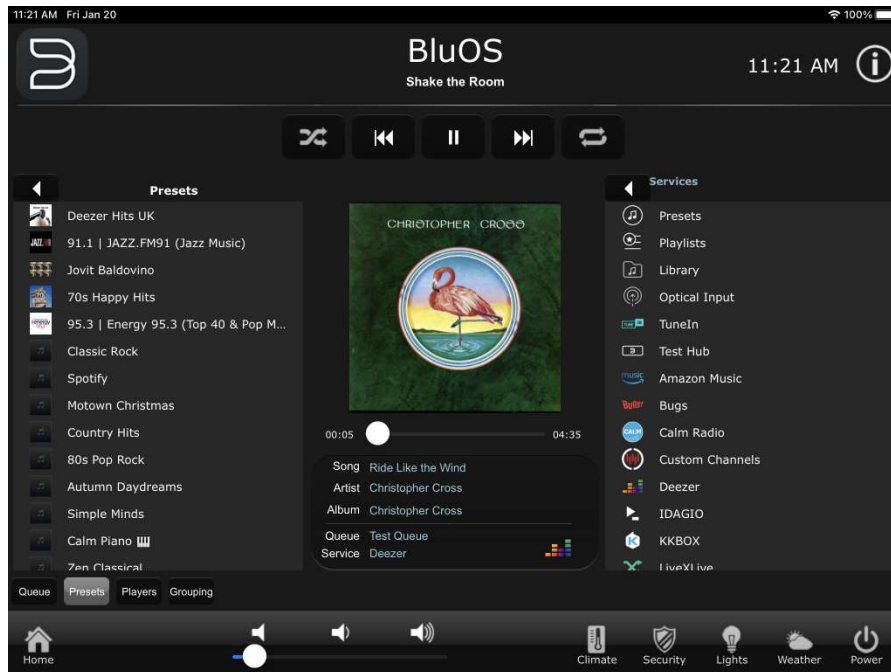 11:21 AM Fri Jan 20
100%
BluOS
Shake the Room
11:21 AM
Presets
Deezer Hits UK
JAZZ.
91.1 | JAZZ.FM91 (Jazz Music)
Jovit Baldovino
70s Happy Hits
95.3 | Energy 95.3 (Top 40 & Pop M...
Classic Rock
Spotify
Motown Christmas
Country Hits
80s Pop Rock
Autumn Daydreams
Simple Minds
Calm Piano
Zen Classical
CHRISTOPHER CROSS
00:05
04:35
Song Ride Like the Wind
Artist Christopher Cross
Album Christopher Cross
Queue Test Queue
Service Deezer
Services
Presets
Playlists
Library
Optical Input
TuneIn
Test Hub
music Amazon Music
Bugs
CALM Calm Radio
Custom Channels
Deezer
IDAGIO
K KKBOX
LiveXLive
Queue Presets Players Grouping
Home
Climate Security Lights Weather Power